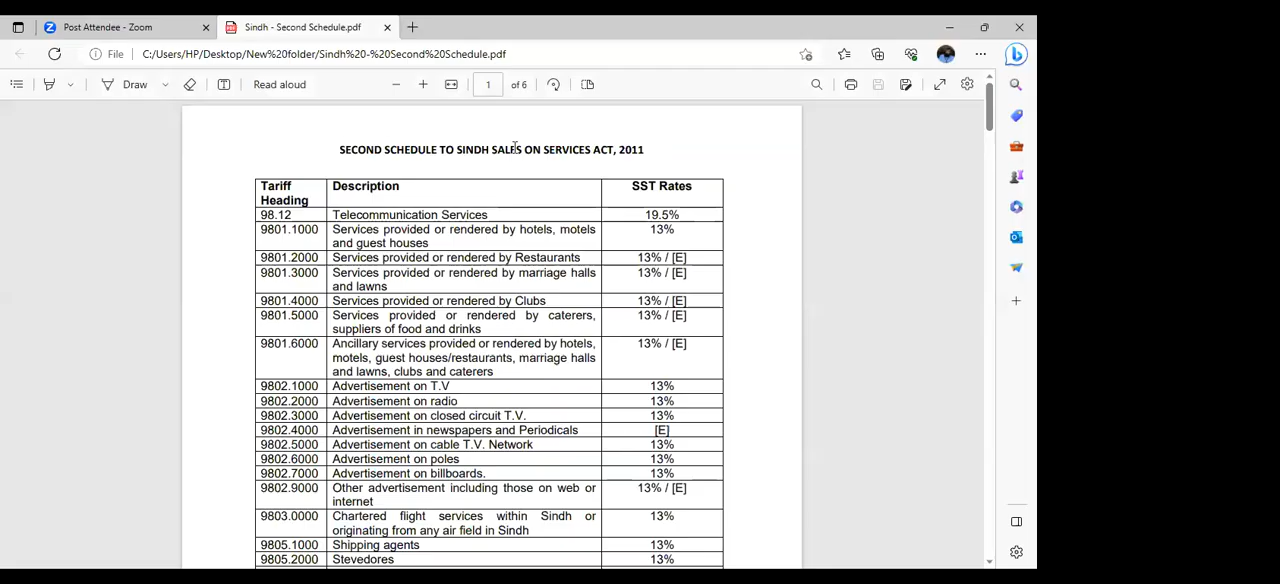 Post Attendee - Zoom
Sindh - Second Schedule.pdf
File
C:/Users/HP/Desktop/New%20folder/Sindh%20-%20Second%20Schedule.pdf
Draw
Read aloud
1
of 6
SECOND SCHEDULE TO SINDH SALES ON SERVICES ACT, 2011
Tariff Heading Description SST Rates
98.12 Telecommunication Services 19.5%
9801.1000 Services provided or rendered by hotels, motels 13%
and guest houses
9801.2000 Services provided or rendered by Restaurants 13% / [E]
9801.3000 Services provided or rendered by marriage halls 13% / [E]
and lawns
9801.4000 Services provided or rendered by Clubs 13% / [E]
9801.5000 Services provided or rendered by caterers, 13% / [E]
suppliers of food and drinks
9801.6000 Ancillary services provided or rendered by hotels, 13% / [E]
motels, guest houses/restaurants, marriage halls
and lawns, clubs and caterers
9802.1000 Advertisement on T.V 13%
9802.2000 Advertisement on radio 13%
9802.3000 Advertisement on closed circuit T.V. 13%
9802.4000 Advertisement in newspapers and Periodicals [E]
9802.5000 Advertisement on cable T.V. Network 13%
9802.6000 Advertisement on poles 13%
9802.7000 Advertisement on billboards. 13%
9802.9000 Other advertisement including those on web or 13% / [E]
internet
9803.0000 Chartered flight services within Sindh or 13%
originating from any air field in Sindh
9805.1000 Shipping agents 13%
9805.2000 Stevedores 13%